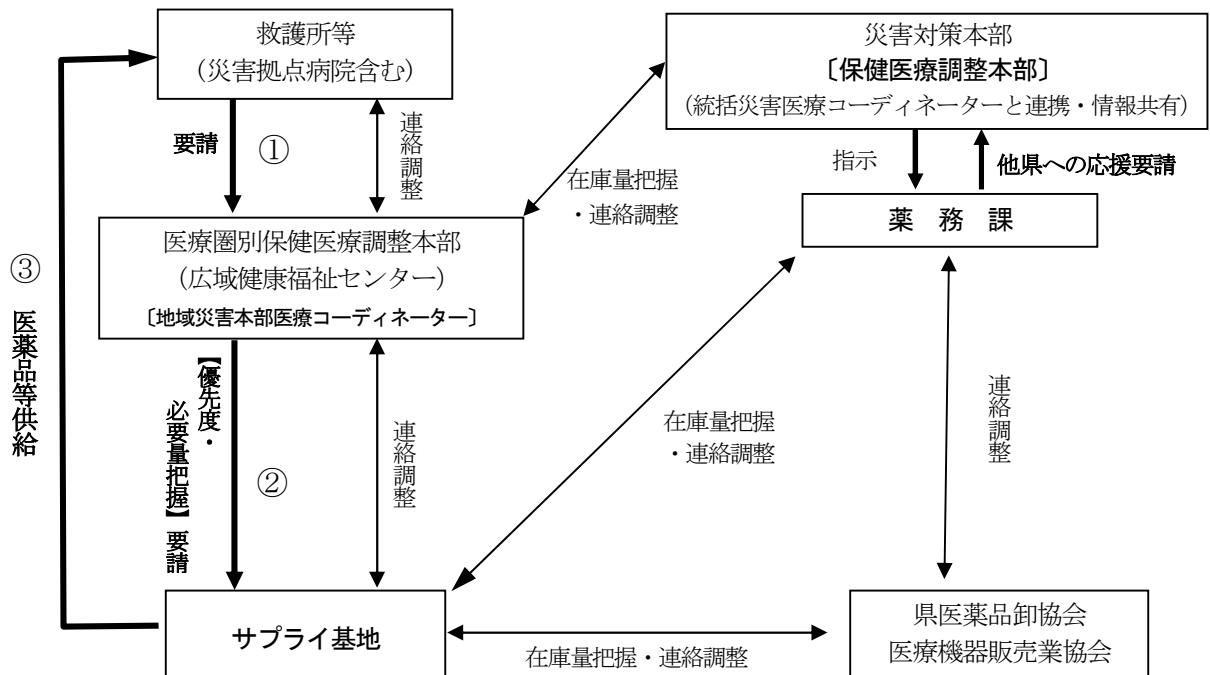 救護所等
(災害拠点病院含む)
災害対策本部
〔保健医療調整本部〕
(統括災害医療コーディネーターと連携・情報共有)
要請
①
連絡調整
在庫量把握
・連絡調整
指示
他県への応援要請
薬 務 課
医療圏別保健医療調整本部
(広域健康福祉センター)
〔地域災害本部医療コーディネーター〕
③ 医薬品等供給
【優先度・
必要量把握】要請
②
連絡調整
在庫量把握
・連絡調整
連絡調整
サプライ基地
在庫量把握・連絡調整
県医薬品卸協会
医療機器販売業協会